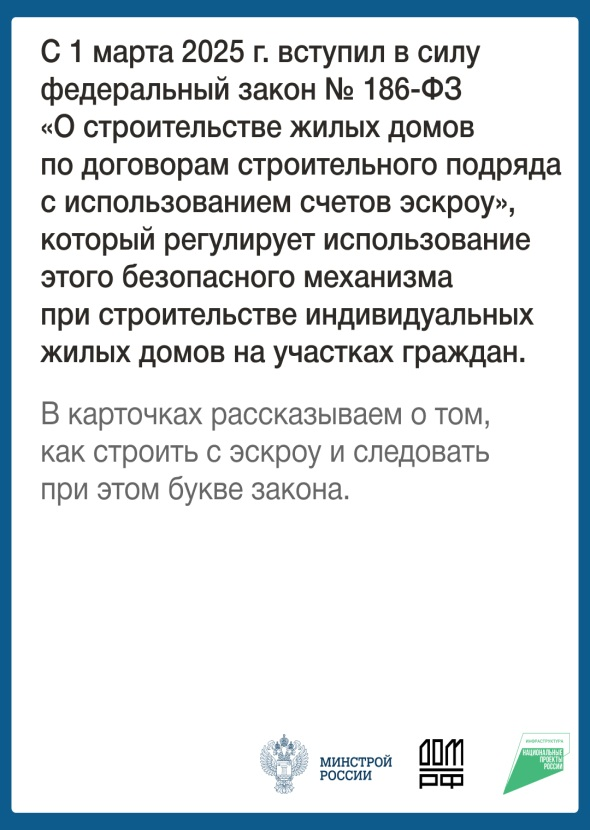 С 1 марта 2025 г. вступил в силу
федеральный закон № 186-ФЗ
«О строительстве жилых домов
по договорам строительного подряда
с использованием счетов эскроу»,
который регулирует использование
этого безопасного механизма
при строительстве индивидуальных
жилых домов на участках граждан.
В карточках рассказываем о том,
как строить с эскроу и следовать
при этом букве закона.
МИНСТРОЙ
РОССИИ
ДОМ
РФ
ИНФРАСТРУКТУРА
НАЦИОНАЛЬНЫЕ
ПРОЕКТЫ
РОССИИ